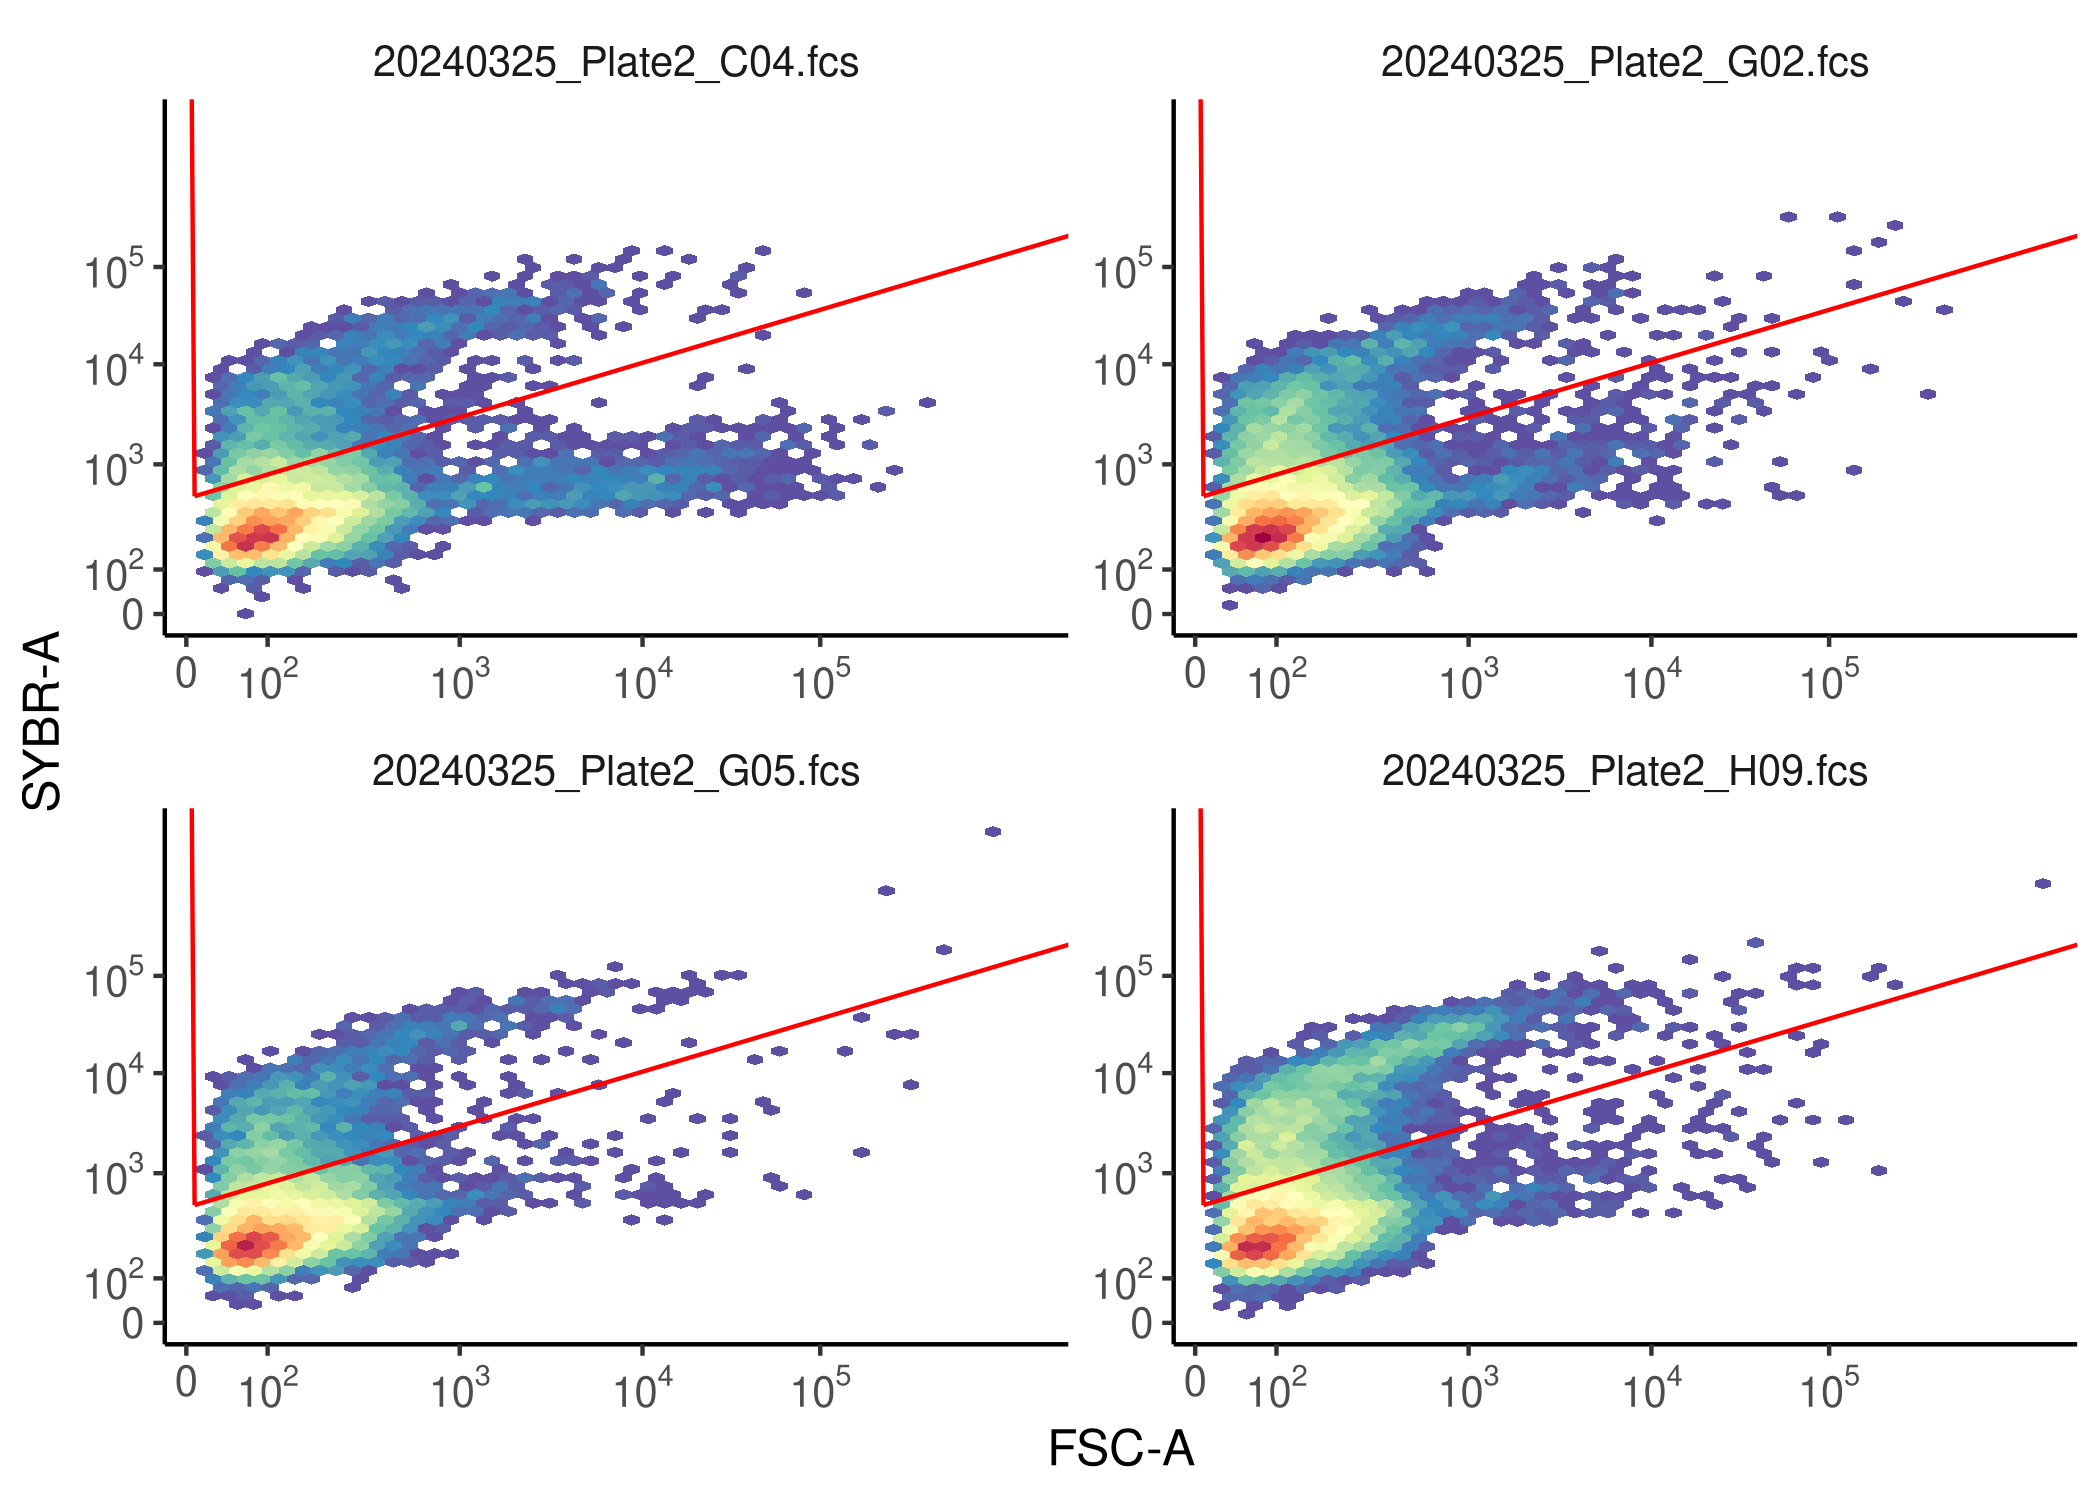 20240325_Plate2_C04.fcs
20240325_Plate2_G02.fcs
10^5
10^4
10^3
10^2
0
0 10^2 10^3 10^4 10^5
10^5
10^4
10^3
10^2
0
0 10^2 10^3 10^4 10^5
SYBR-A
20240325_Plate2_G05.fcs
20240325_Plate2_H09.fcs
10^5
10^4
10^3
10^2
0
0 10^2 10^3 10^4 10^5
10^5
10^4
10^3
10^2
0
0 10^2 10^3 10^4 10^5
FSC-A